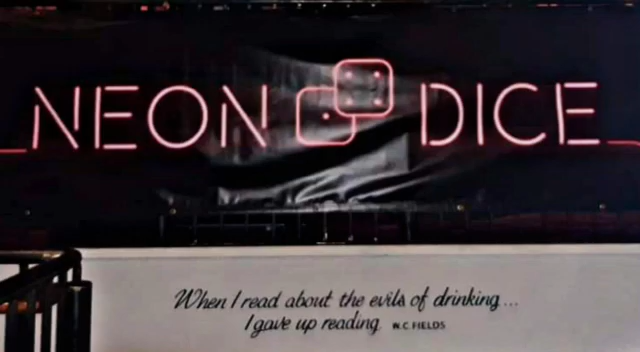 NEON DICE
When I read about the evils of drinking...
I gave up reading. W.C. FIELDS